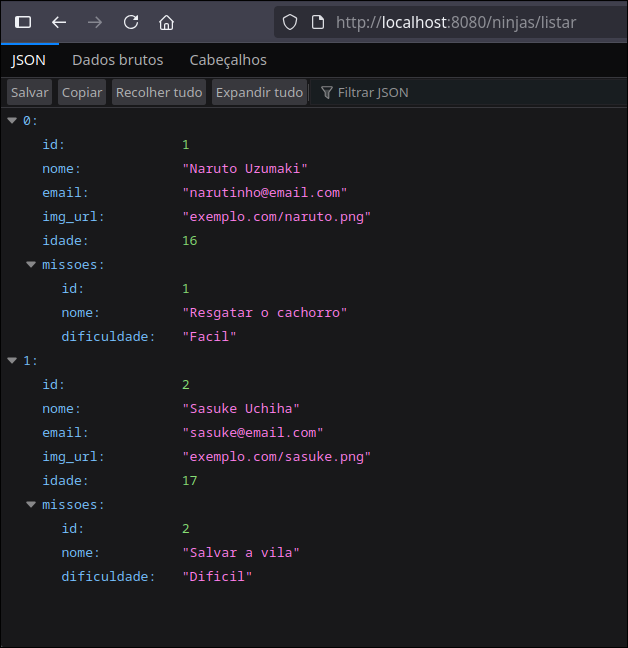 http://localhost:8080/ninjas/listar
JSON Dados brutos Cabeçalhos
Salvar Copiar Recolher tudo Expandir tudo Filtrar JSON
0:
id: 1
nome: "Naruto Uzumaki"
email: "narutinho@email.com"
img_url: "exemplo.com/naruto.png"
idade: 16
missoes:
id: 1
nome: "Resgatar o cachorro"
dificuldade: "Facil"
1:
id: 2
nome: "Sasuke Uchiha"
email: "sasuke@email.com"
img_url: "exemplo.com/sasuke.png"
idade: 17
missoes:
id: 2
nome: "Salvar a vila"
dificuldade: "Dificil"